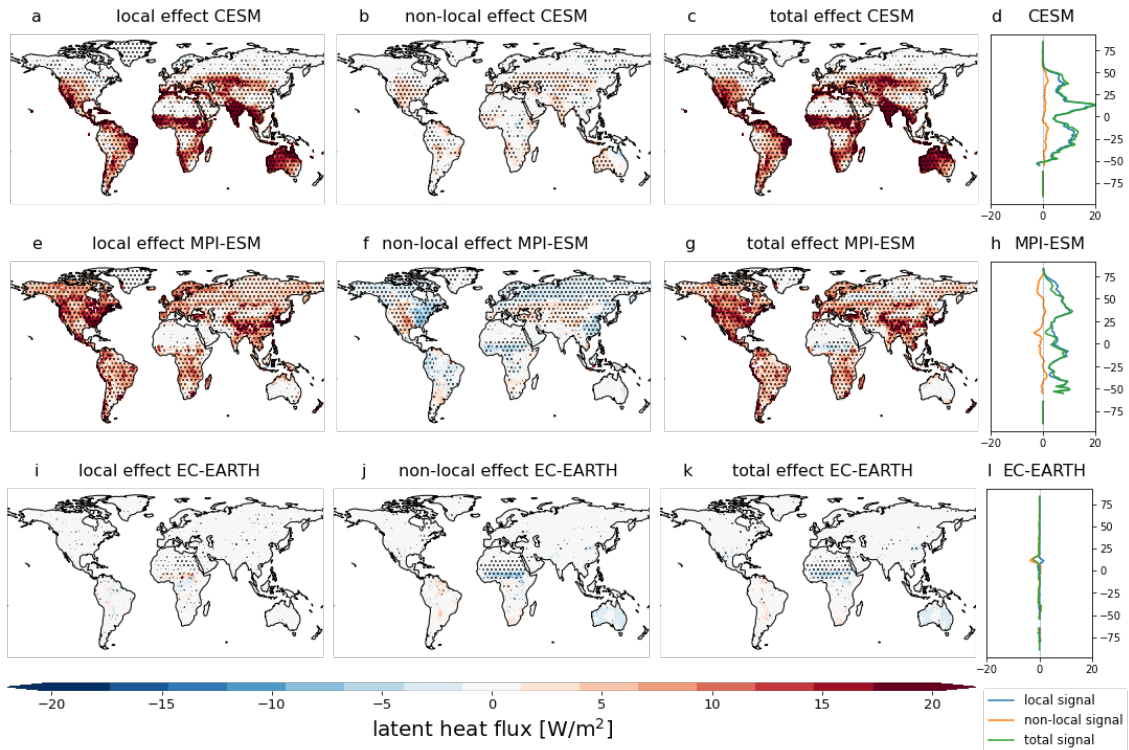 a local effect CESM b non-local effect CESM c total effect CESM d CESM
75
50
25
0
−25
−50
−75
−20 0 20
e local effect MPI-ESM f non-local effect MPI-ESM g total effect MPI-ESM h MPI-ESM
75
50
25
0
−25
−50
−75
−20 0 20
i local effect EC-EARTH j non-local effect EC-EARTH k total effect EC-EARTH l EC-EARTH
75
50
25
0
−25
−50
−75
−20 0 20
−20 −15 −10 −5 0 5 10 15 20
latent heat flux [W/m²]
local signal
non-local signal
total signal